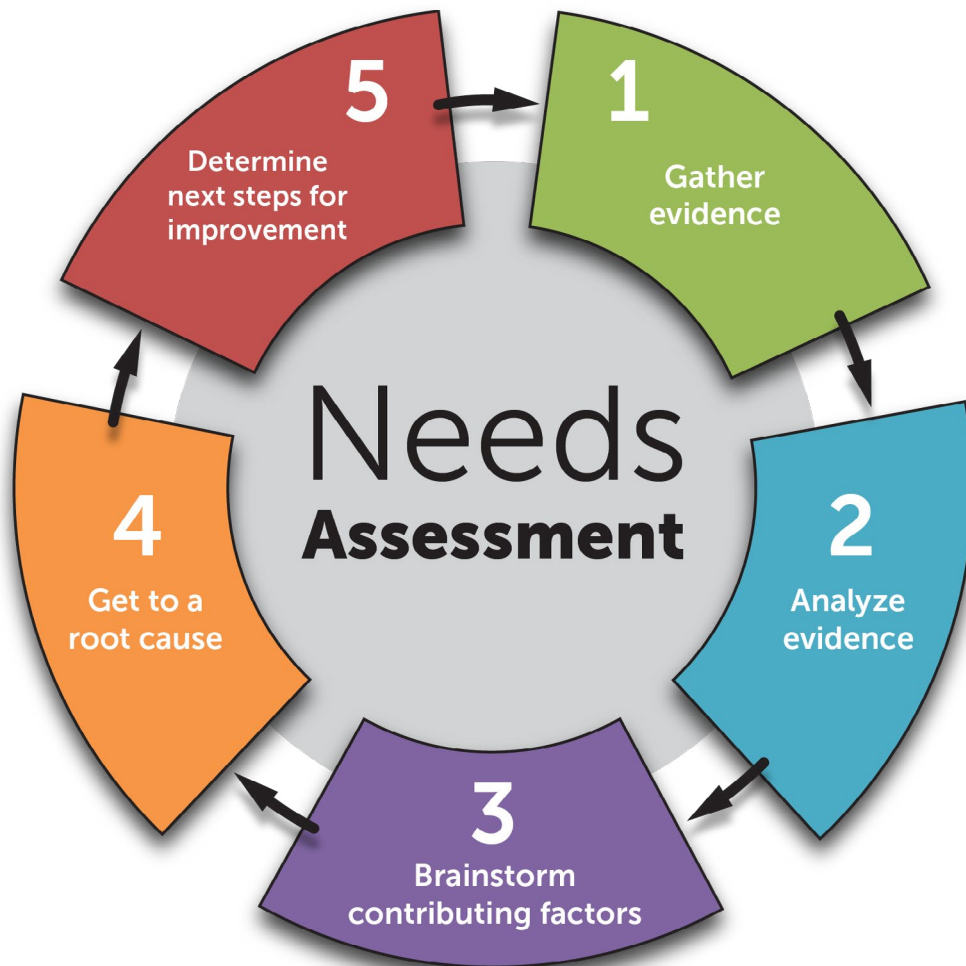 Needs
Assessment
1
Gather
evidence
2
Analyze
evidence
3
Brainstorm
contributing factors
4
Get to a
root cause
5
Determine
next steps for
improvement